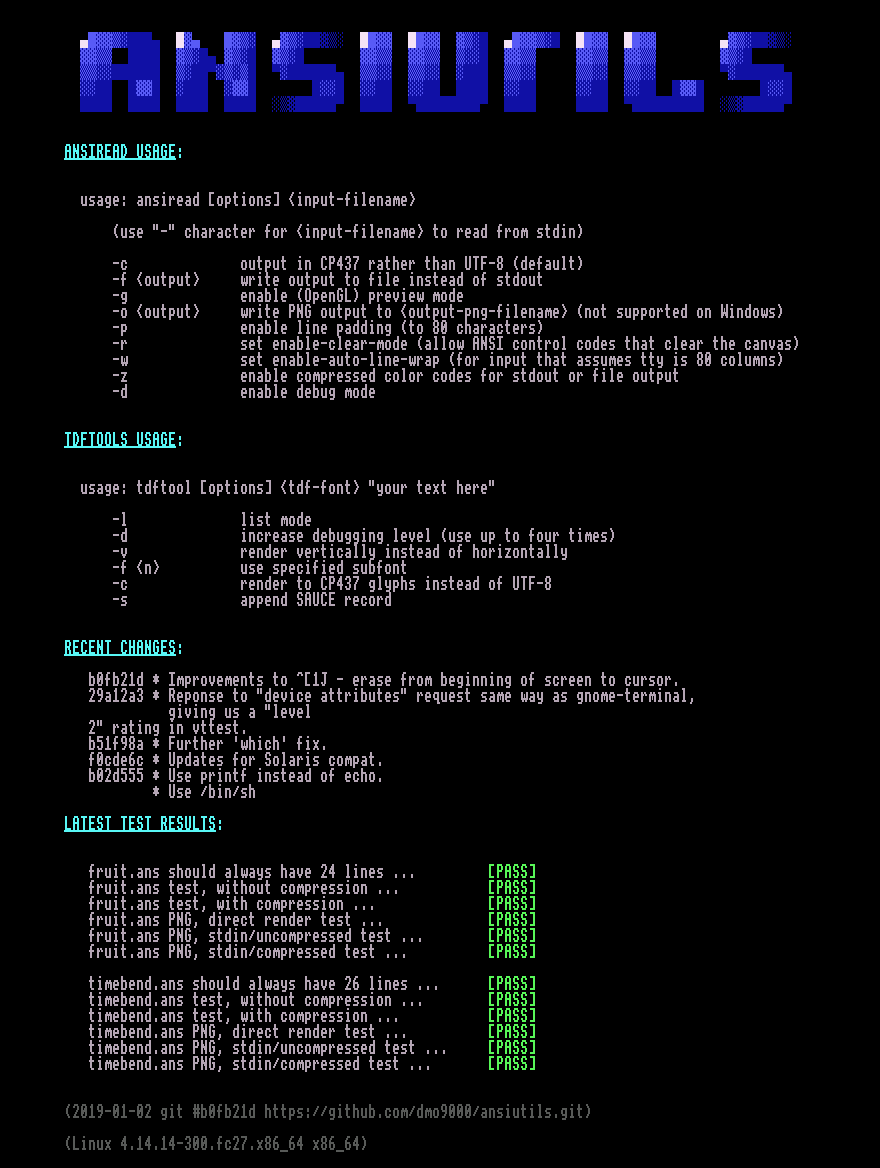 ANSIUTILS
ANSIREAD USAGE:
usage: ansiread [options] <input-filename>
(use "-" character for <input-filename> to read from stdin)
-c output in CP437 rather than UTF-8 (default)
-f <output> write output to file instead of stdout
-g enable (OpenGL) preview mode
-o <output> write PNG output to <output-png-filename> (not supported on Windows)
-p enable line padding (to 80 characters)
-r set enable-clear-mode (allow ANSI control codes that clear the canvas)
-w set enable-auto-line-wrap (for input that assumes tty is 80 columns)
-z enable compressed color codes for stdout or file output
-d enable debug mode
TDFTOOLS USAGE:
usage: tdftool [options] <tdf-font> "your text here"
-l list mode
-d increase debugging level (use up to four times)
-v render vertically instead of horizontally
-f <n> use specified subfont
-c render to CP437 glyphs instead of UTF-8
-s append SAUCE record
RECENT CHANGES:
b0fb21d * Improvements to ^[1J - erase from beginning of screen to cursor.
29a12a3 * Reponse to "device attributes" request same way as gnome-terminal,
giving us a "level
2" rating in vttest.
b51f98a * Further 'which' fix.
f0cde6c * Updates for Solaris compat.
b02d555 * Use printf instead of echo.
* Use /bin/sh
LATEST TEST RESULTS:
fruit.ans should always have 24 lines ... [PASS]
fruit.ans test, without compression ... [PASS]
fruit.ans test, with compression ... [PASS]
fruit.ans PNG, direct render test ... [PASS]
fruit.ans PNG, stdin/uncompressed test ... [PASS]
fruit.ans PNG, stdin/compressed test ... [PASS]
timebend.ans should always have 26 lines ... [PASS]
timebend.ans test, without compression ... [PASS]
timebend.ans test, with compression ... [PASS]
timebend.ans PNG, direct render test ... [PASS]
timebend.ans PNG, stdin/uncompressed test ... [PASS]
timebend.ans PNG, stdin/compressed test ... [PASS]
(2019-01-02 git #b0fb21d https://github.com/dmo9000/ansiutils.git)
(Linux 4.14.14-300.fc27.x86_64 x86_64)